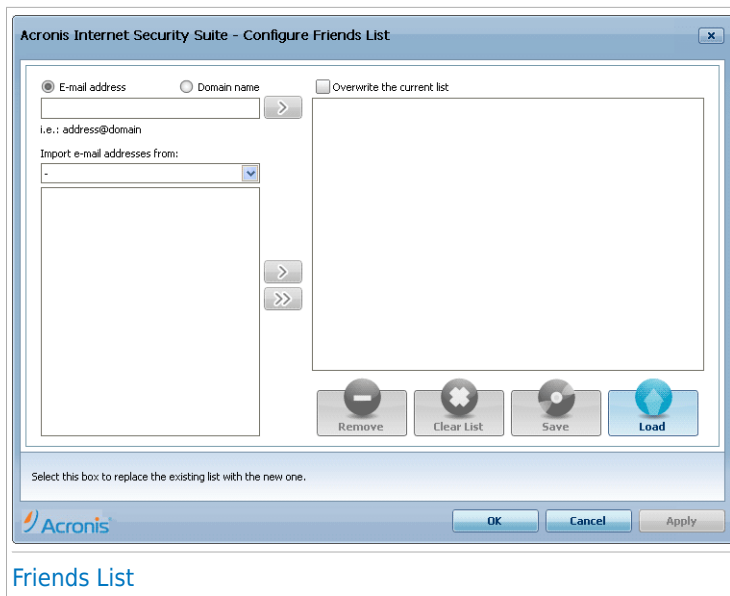 Acronis Internet Security Suite - Configure Friends List
E-mail address
Domain name
Overwrite the current list
i.e.: address@domain
Import e-mail addresses from:
-
Remove
Clear List
Save
Load
Select this box to replace the existing list with the new one.
Acronis
OK
Cancel
Apply
Friends List